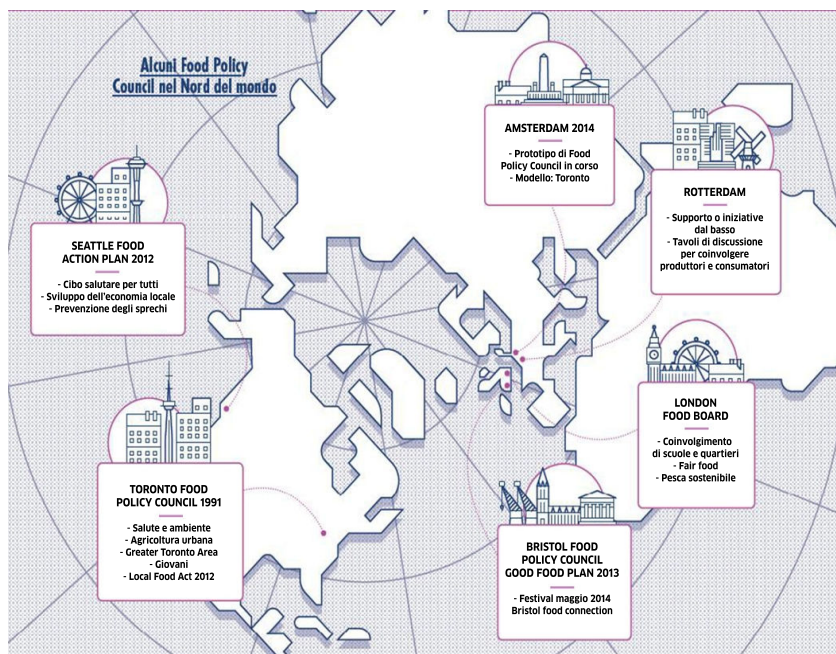 Alcuni Food Policy
Council nel Nord del mondo
AMSTERDAM 2014
- Prototipo di Food
Policy Council in corso
- Modello: Toronto
ROTTERDAM
- Supporto o iniziative
dal basso
- Tavoli di discussione
per coinvolgere
produttori e consumatori
SEATTLE FOOD
ACTION PLAN 2012
- Cibo salutare per tutti
- Sviluppo dell'economia locale
- Prevenzione degli sprechi
LONDON
FOOD BOARD
- Coinvolgimento
di scuole e quartieri
- Fair food
- Pesca sostenibile
TORONTO FOOD
POLICY COUNCIL 1991
- Salute e ambiente
- Agricoltura urbana
- Greater Toronto Area
- Giovani
- Local Food Act 2012
BRISTOL FOOD
POLICY COUNCIL
GOOD FOOD PLAN 2013
- Festival maggio 2014
Bristol food connection